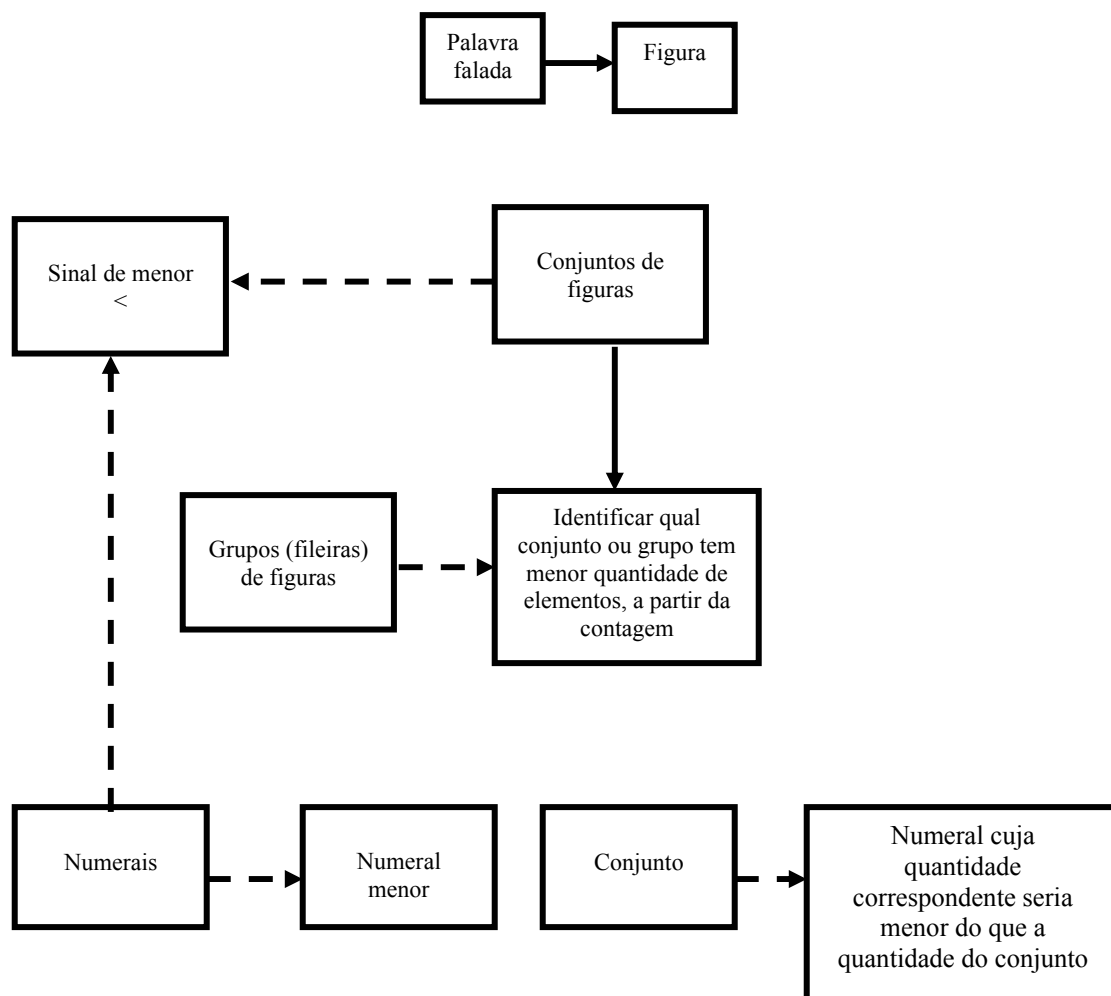 Palavra
falada
Figura
Sinal de menor
<
Conjuntos de
figuras
Grupos (fileiras)
de figuras
Identificar qual
conjunto ou grupo tem
menor quantidade de
elementos, a partir da
contagem
Numerais
Numeral
menor
Conjunto
Numeral cuja
quantidade
correspondente seria
menor do que a
quantidade do conjunto